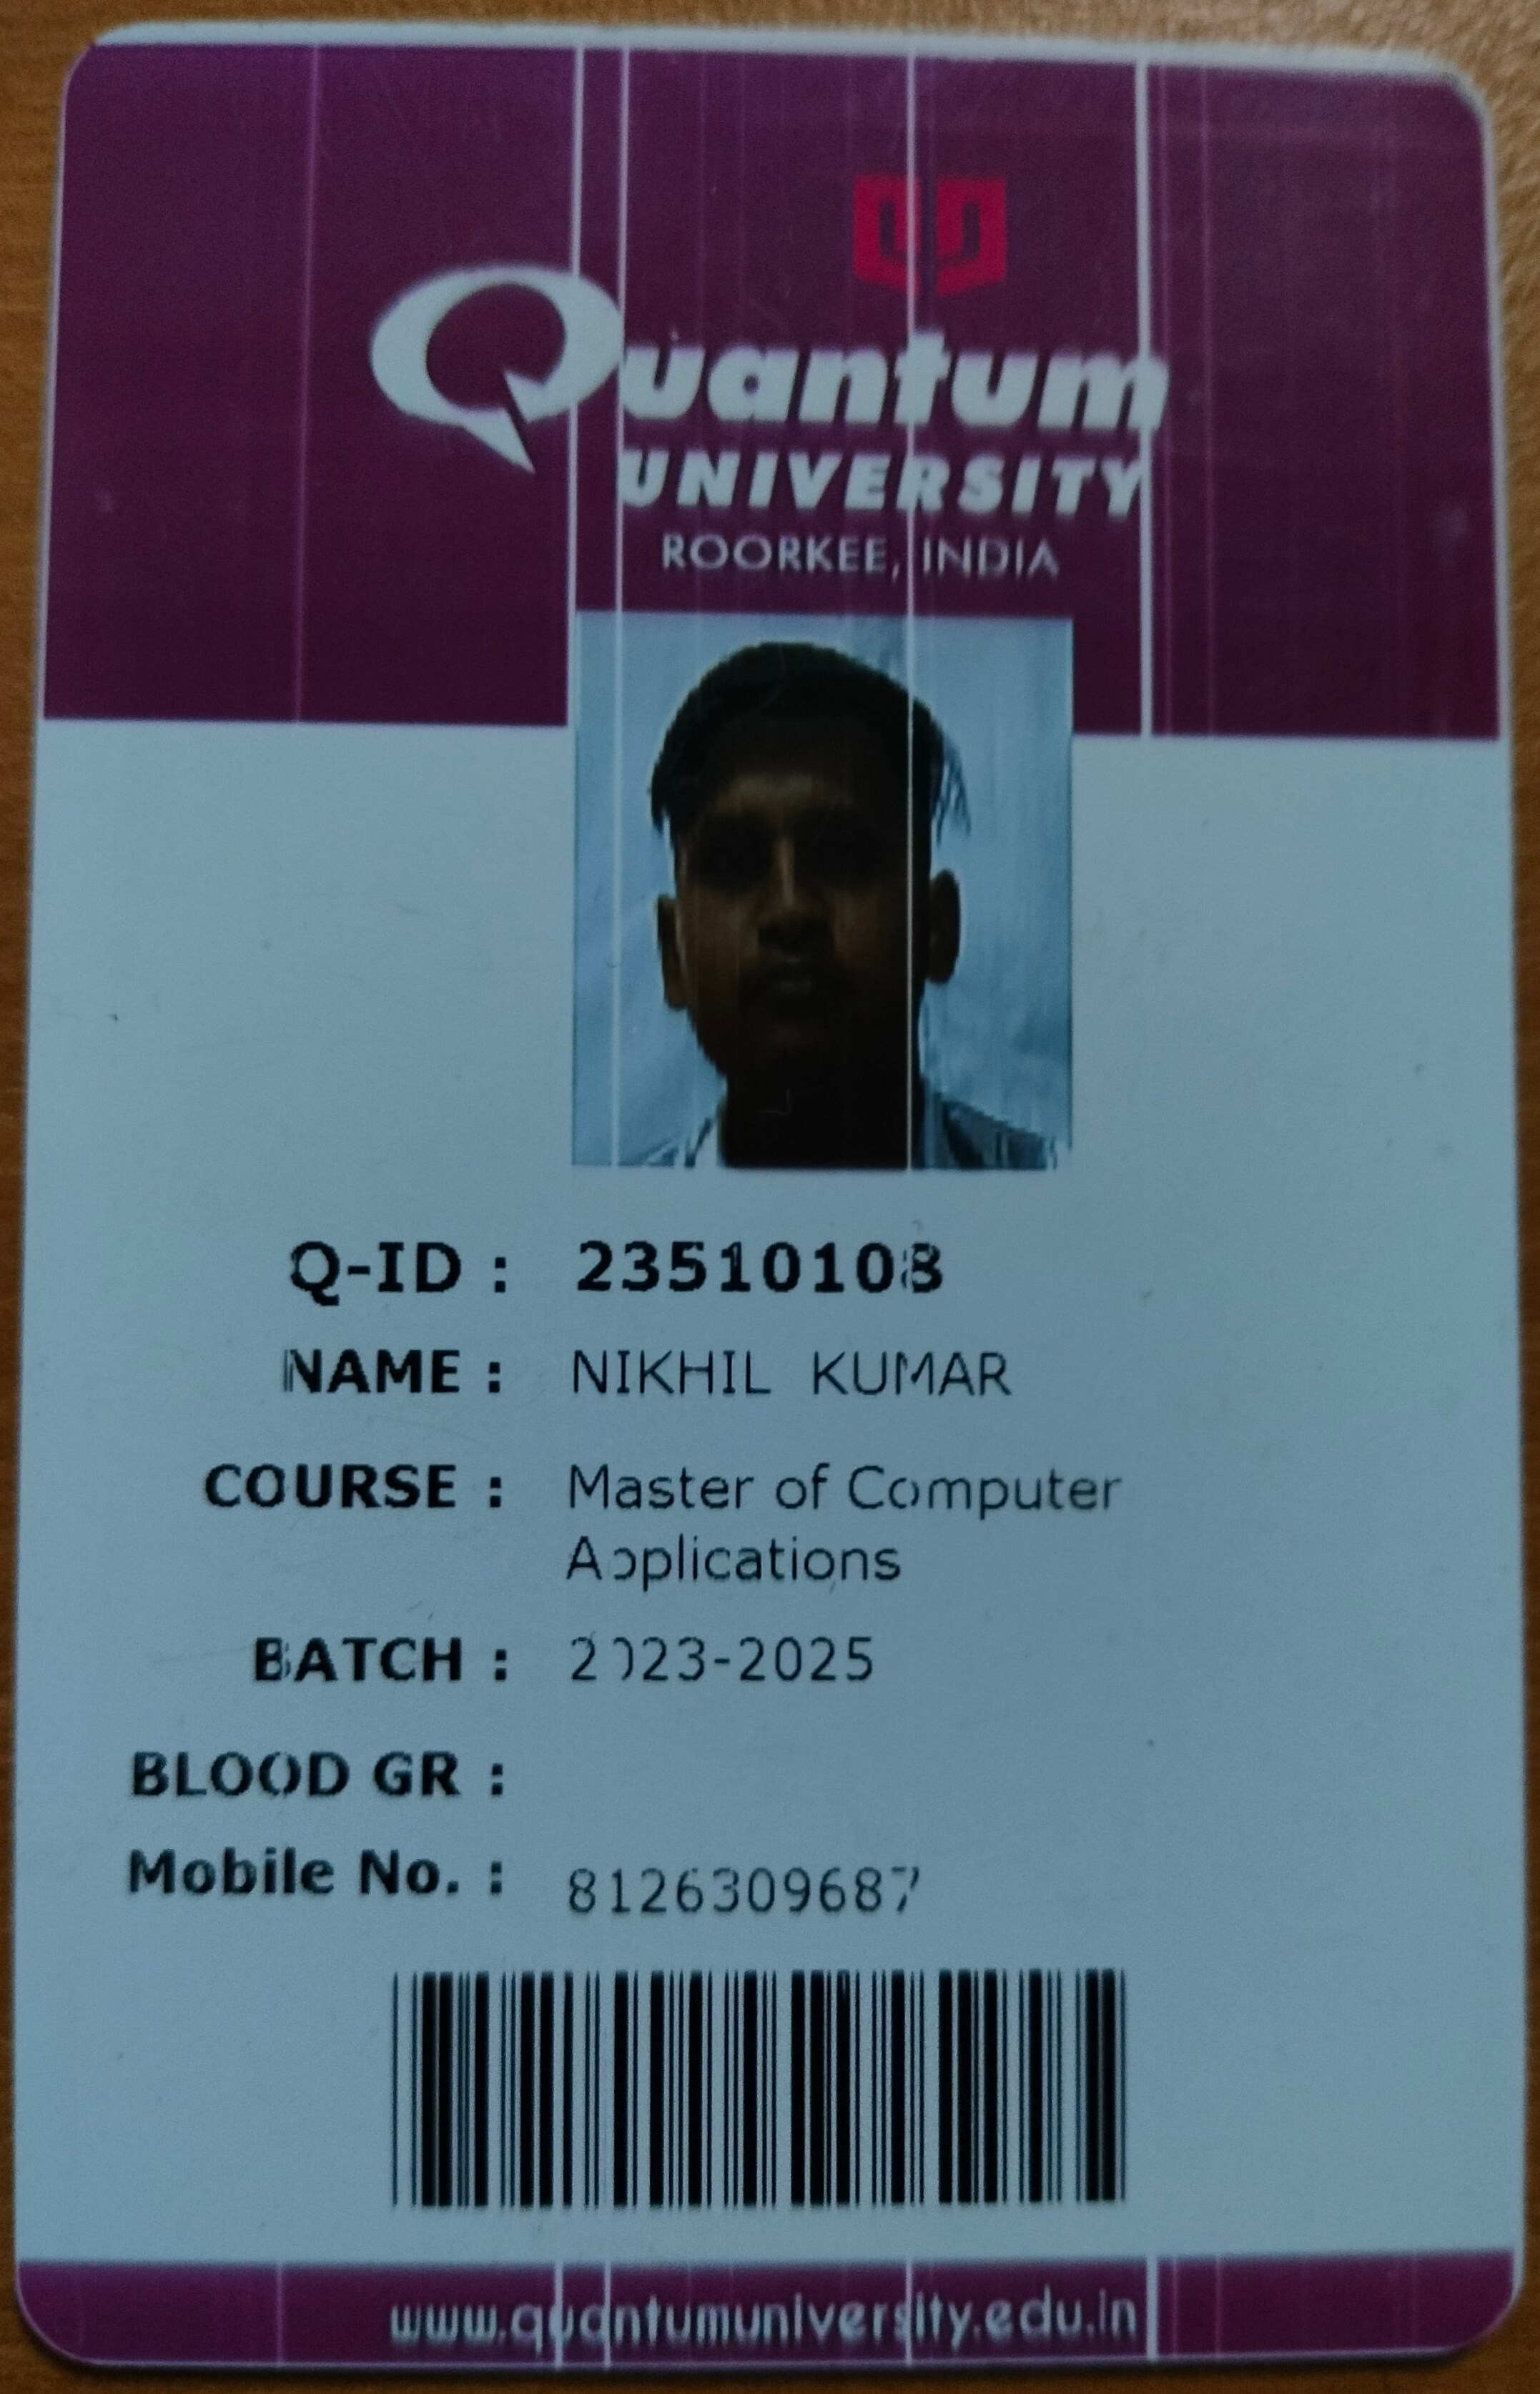 Quantum
UNIVERSITY
ROORKEE, INDIA
Q-ID : 23510108
NAME : NIKHIL KUMAR
COURSE : Master of Computer
Applications
BATCH : 2023-2025
BLOOD GR :
Mobile No. : 8126309687
www.quantumuniversity.edu.in